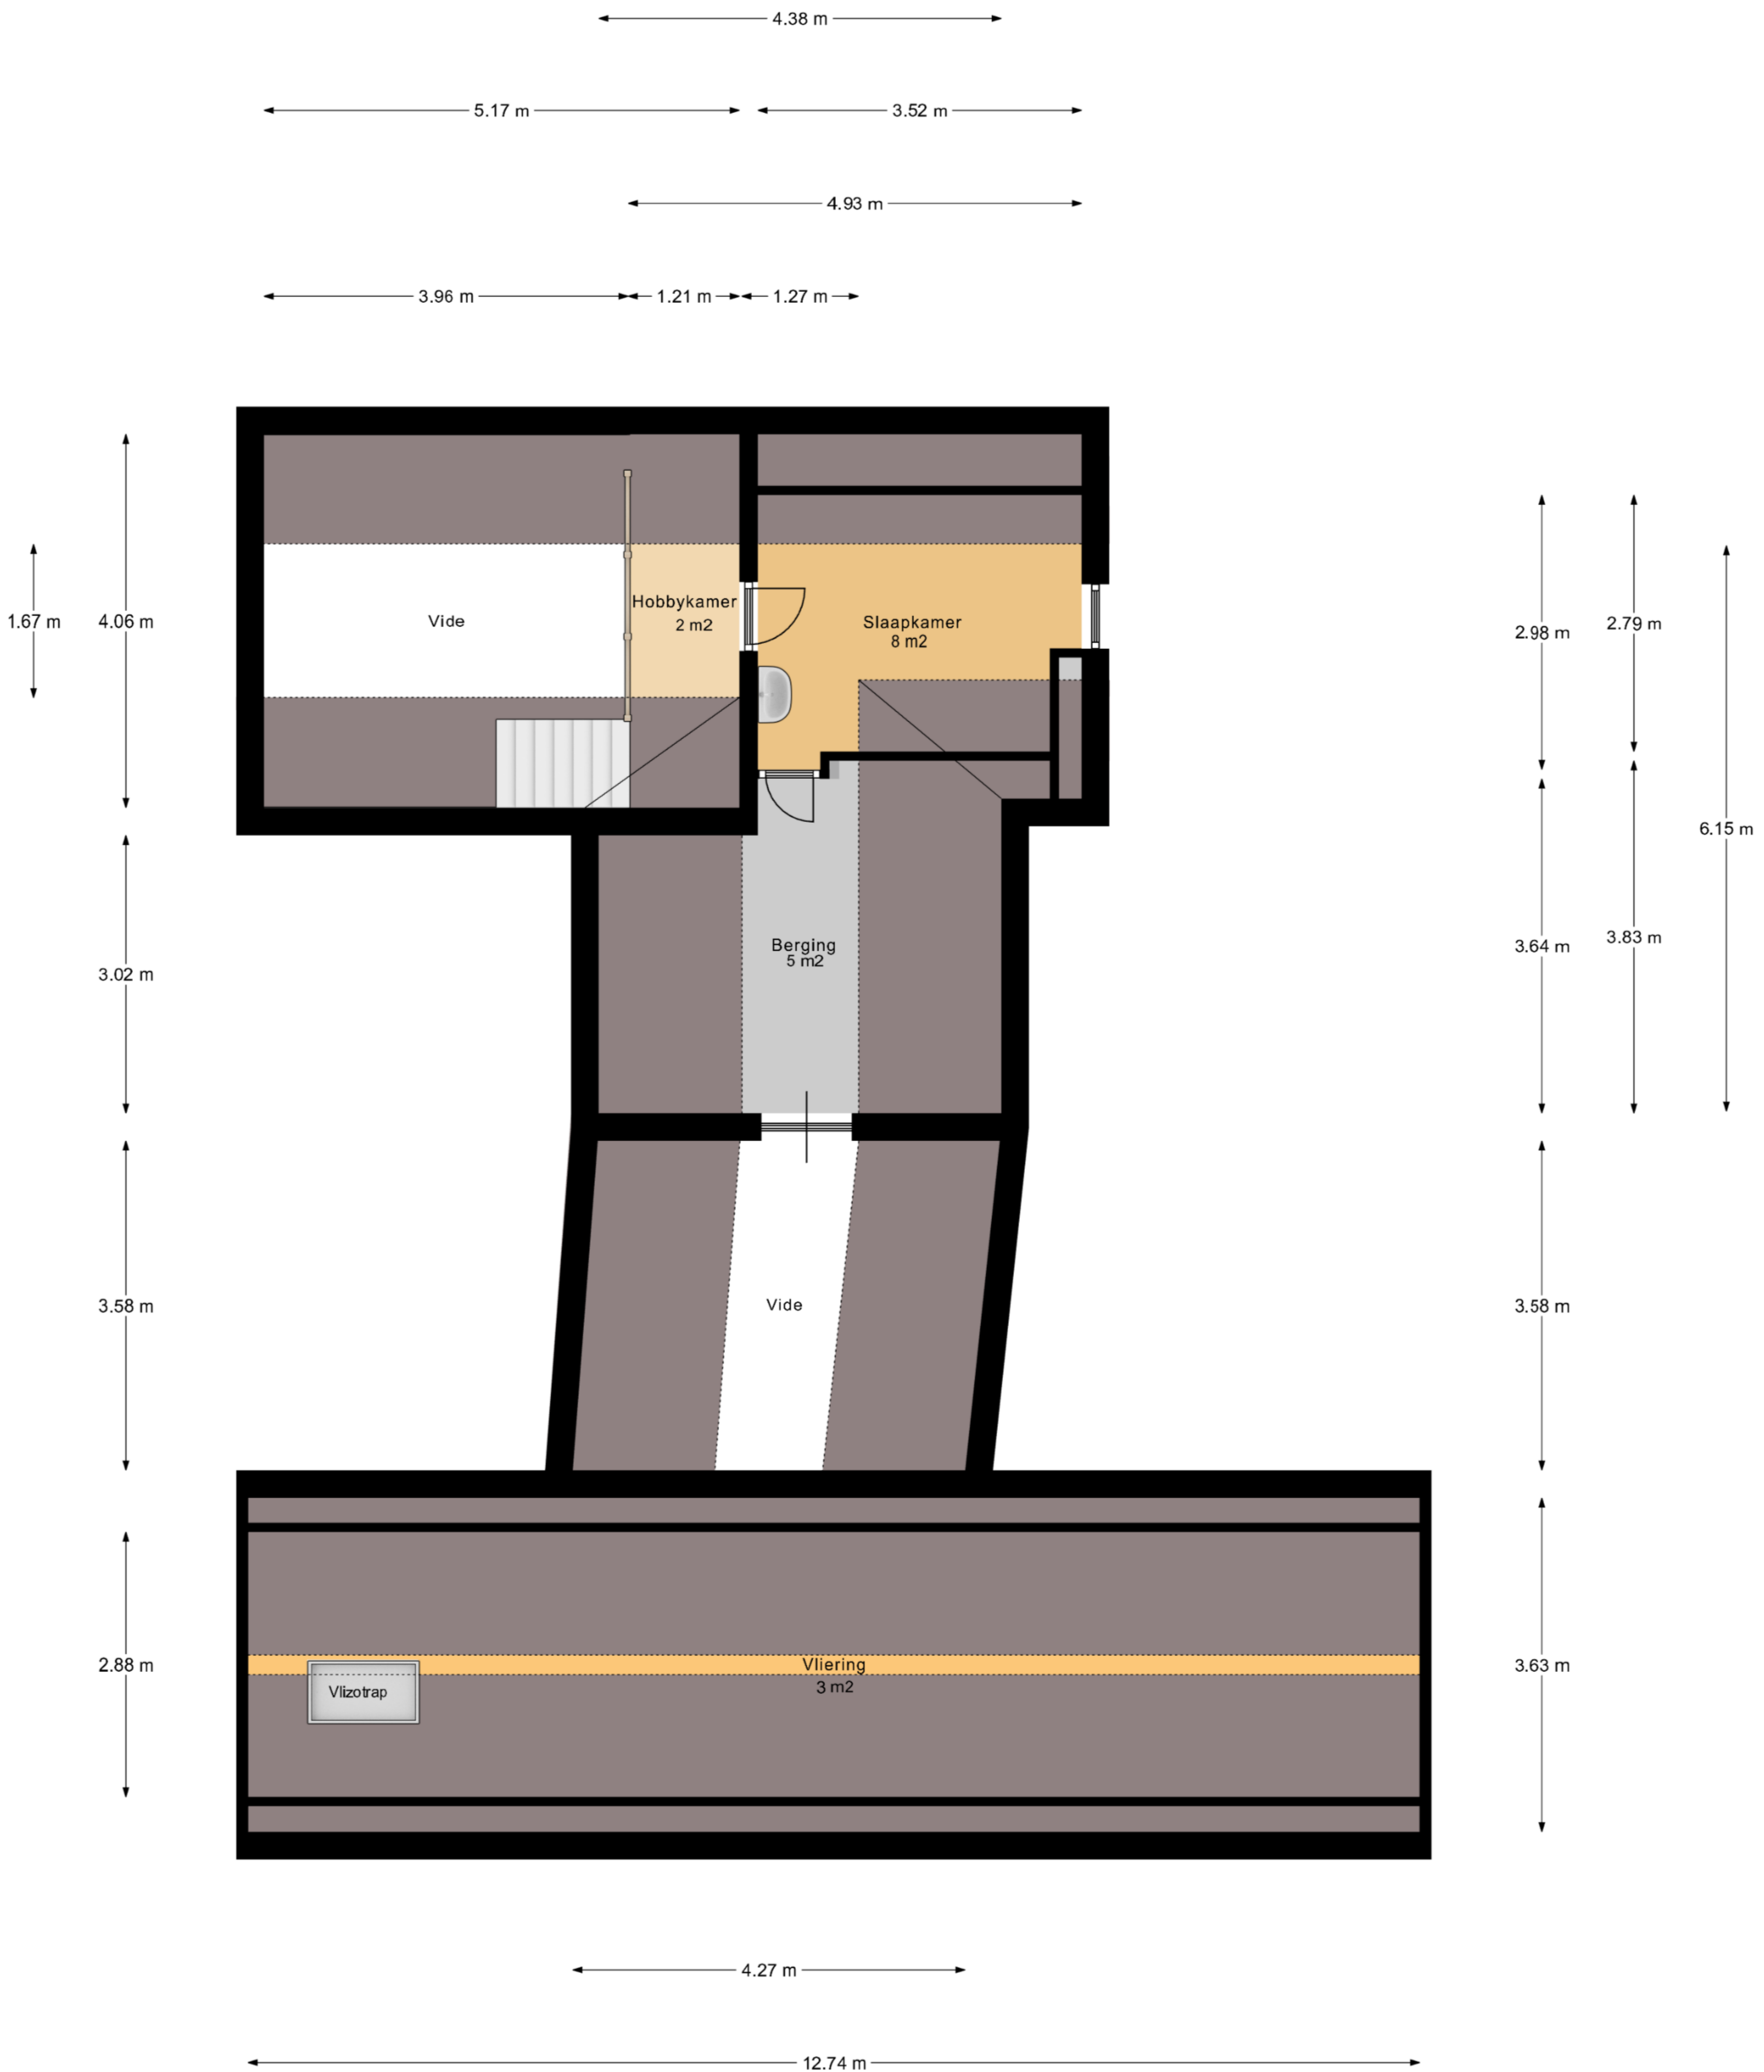 4.38 m
5.17 m
3.52 m
4.93 m
3.96 m
1.21 m
1.27 m
1.67 m
4.06 m
Vide
Hobbykamer
2 m2
Slaapkamer
8 m2
2.98 m
2.79 m
6.15 m
3.02 m
Berging
5 m2
3.64 m
3.83 m
3.58 m
Vide
3.58 m
2.88 m
Vliering
3 m2
Vlizotrap
3.63 m
4.27 m
12.74 m